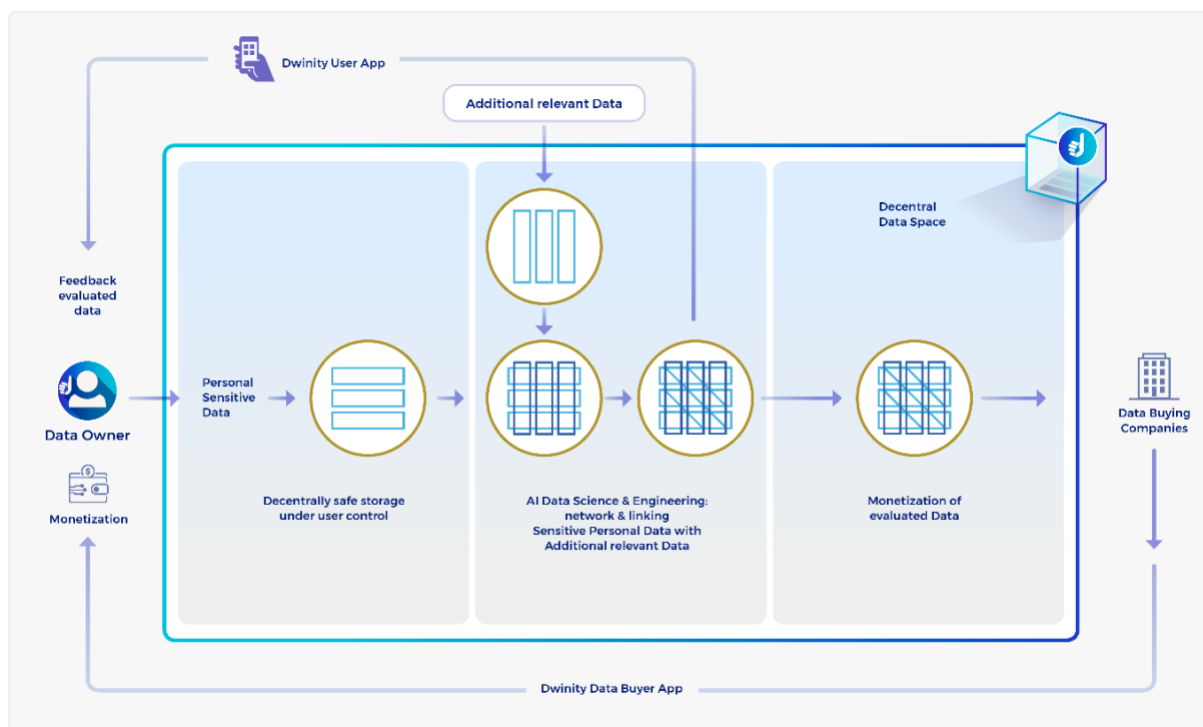 Dwinity User App
Additional relevant Data
Decentral
Data Space
Feedback
evaluated
data
Personal
Sensitive
Data
Data Owner
Monetization
Data Buying
Companies
Decentrally safe storage
under user control
AI Data Science & Engineering:
network & linking
Sensitive Personal Data with
Additional relevant Data
Monetization of
evaluated Data
Dwinity Data Buyer App